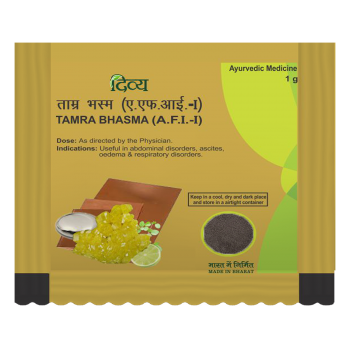 Ayurvedic Medicine
1 g
दिव्य
ताम्र भस्म (ए.एफ.आई.-I)
TAMRA BHASMA (A.F.I.-I)
Dose: As directed by the Physician.
Indications: Useful in abdominal disorders, ascites,
oedema & respiratory disorders.
Keep in a cool, dry and dark place
and store in a airtight container
भारत में निर्मित
MADE IN BHARAT